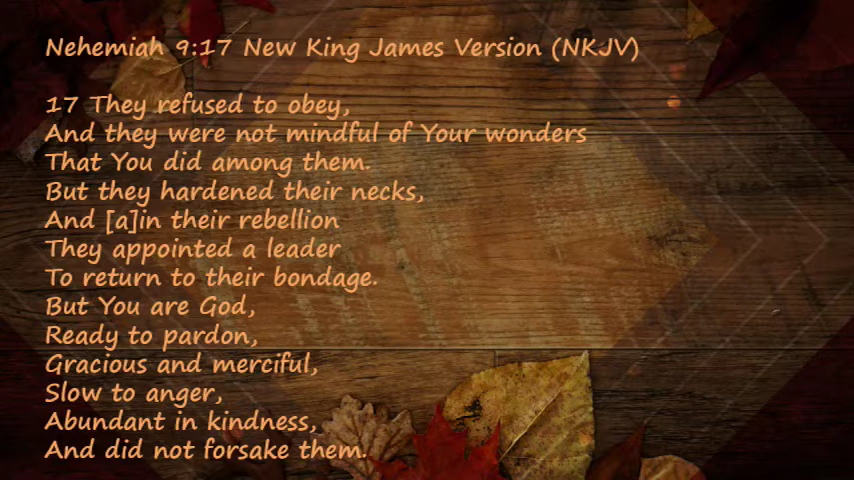 Nehemiah 9:17 New King James Version (NKJV)
17 They refused to obey,
And they were not mindful of Your wonders
That You did among them.
But they hardened their necks,
And [a]in their rebellion
They appointed a leader
To return to their bondage.
But You are God,
Ready to pardon,
Gracious and merciful,
Slow to anger,
Abundant in kindness,
And did not forsake them.